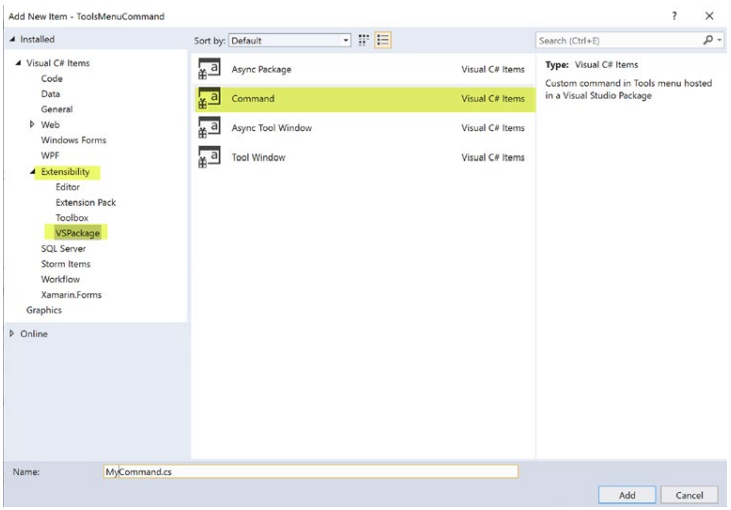 Add New Item - ToolsMenuCommand
? ×
Installed
Sort by: Default
Search (Ctrl+E)
Visual C# Items
Code
Data
General
Web
Windows Forms
WPF
Extensibility
Editor
Extension Pack
Toolbox
VSPackage
SQL Server
Storm Items
Workflow
Xamarin.Forms
Graphics
Online
Async Package Visual C# Items
Command Visual C# Items
Async Tool Window Visual C# Items
Tool Window Visual C# Items
Type: Visual C# Items
Custom command in Tools menu hosted
in a Visual Studio Package
Name: MyCommand.cs
Add Cancel